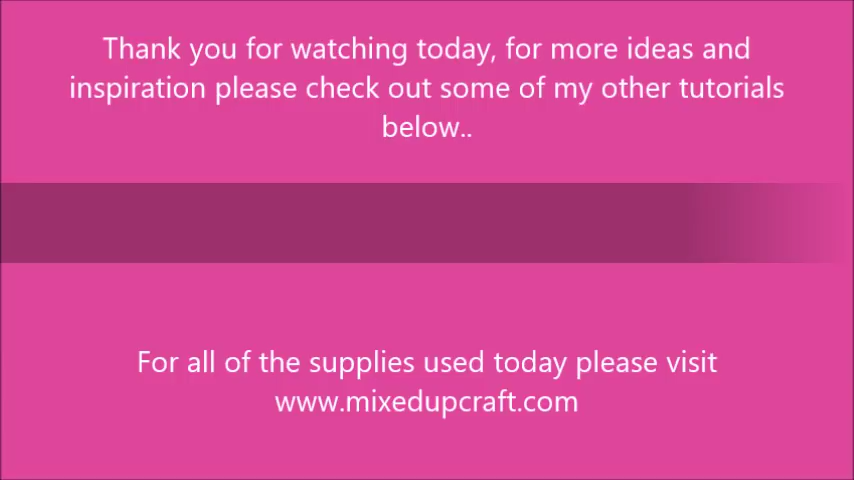 Thank you for watching today, for more ideas and
inspiration please check out some of my other tutorials
below..
For all of the supplies used today please visit
www.mixedupcraft.com